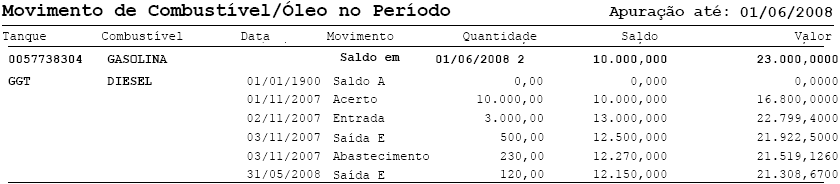 Movimento de Combustível/Óleo no Período Apuração até: 01/06/2008
Tanque Combustível Data Movimento Quantidade Saldo Valor
0057738304 GASOLINA Saldo em 01/06/2008 2 10.000,000 23.000,0000
GGT DIESEL 01/01/1900 Saldo A 0,00 0,000 0,0000
01/11/2007 Acerto 10.000,00 10.000,000 16.800,0000
02/11/2007 Entrada 3.000,00 13.000,000 22.799,4000
03/11/2007 Saída E 500,00 12.500,000 21.922,5000
03/11/2007 Abastecimento 230,00 12.270,000 21.519,1260
31/05/2008 Saída E 120,00 12.150,000 21.308,6700